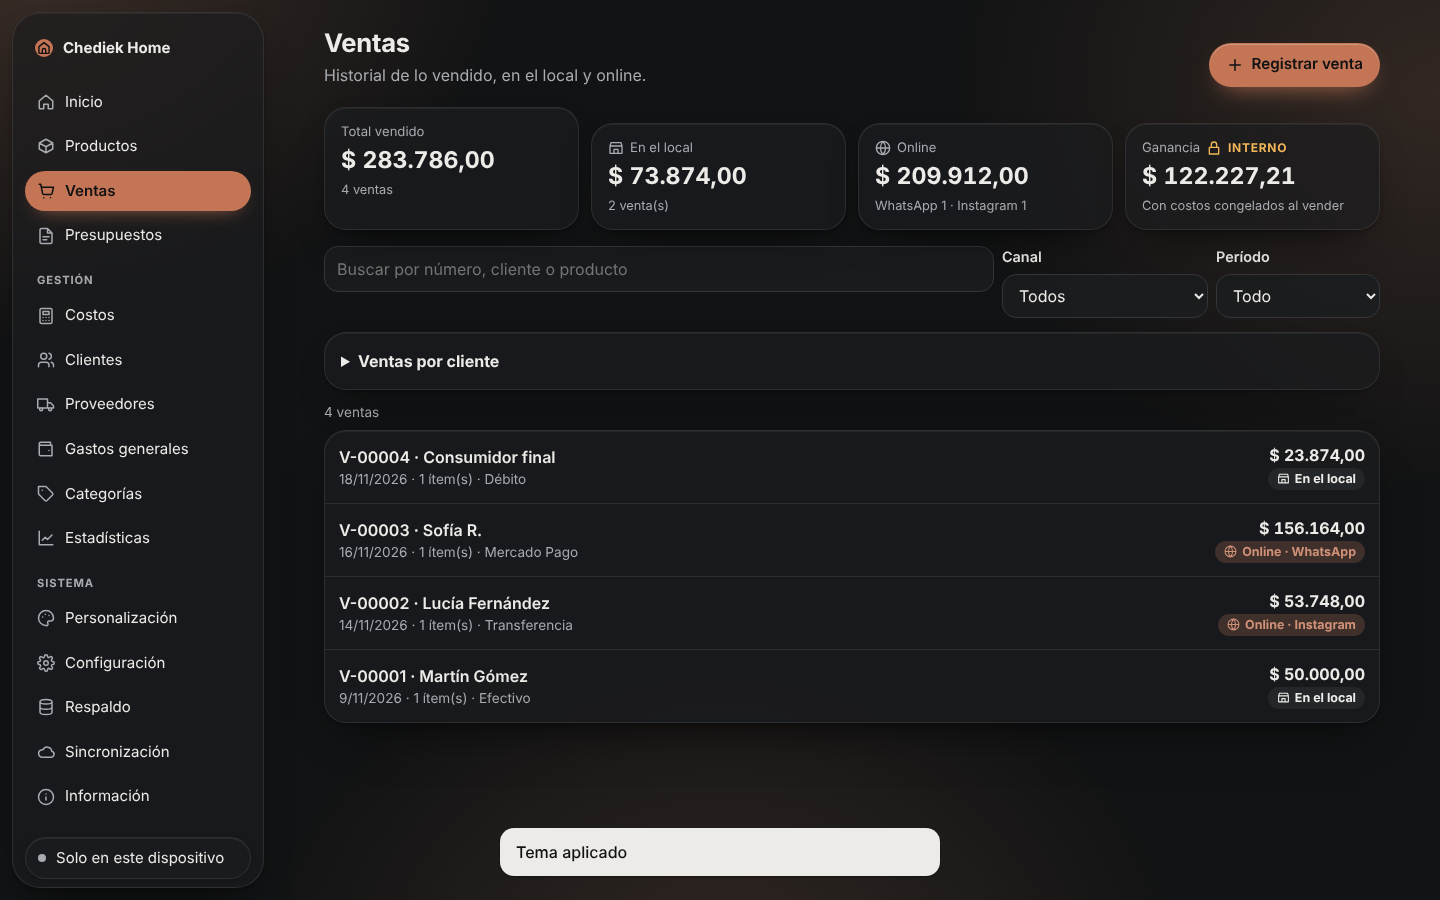 Chediek Home
Inicio
Productos
Ventas
Presupuestos
GESTIÓN
Costos
Clientes
Proveedores
Gastos generales
Categorías
Estadísticas
SISTEMA
Personalización
Configuración
Respaldo
Sincronización
Información
Solo en este dispositivo
Ventas
Historial de lo vendido, en el local y online.
Registrar venta
Total vendido
$ 283.786,00
4 ventas
En el local
$ 73.874,00
2 venta(s)
Online
$ 209.912,00
WhatsApp 1 · Instagram 1
Ganancia INTERNO
$ 122.227,21
Con costos congelados al vender
Buscar por número, cliente o producto
Canal
Todos
Período
Todo
Ventas por cliente
4 ventas
V-00004 · Consumidor final
18/11/2026 · 1 ítem(s) · Débito
$ 23.874,00
En el local
V-00003 · Sofía R.
16/11/2026 · 1 ítem(s) · Mercado Pago
$ 156.164,00
Online · WhatsApp
V-00002 · Lucía Fernández
14/11/2026 · 1 ítem(s) · Transferencia
$ 53.748,00
Online · Instagram
V-00001 · Martín Gómez
9/11/2026 · 1 ítem(s) · Efectivo
$ 50.000,00
En el local
Tema aplicado